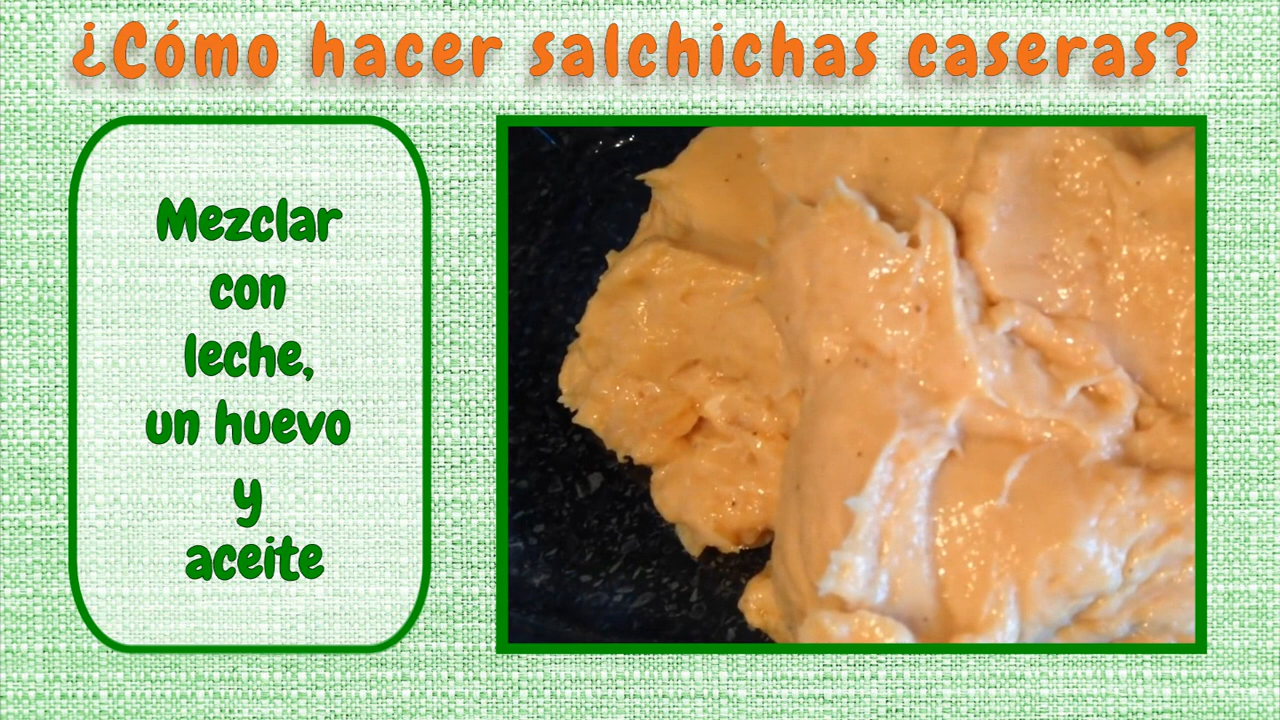 ¿Cómo hacer salchichas caseras?
Mezclar
con
leche,
un huevo
y
aceite